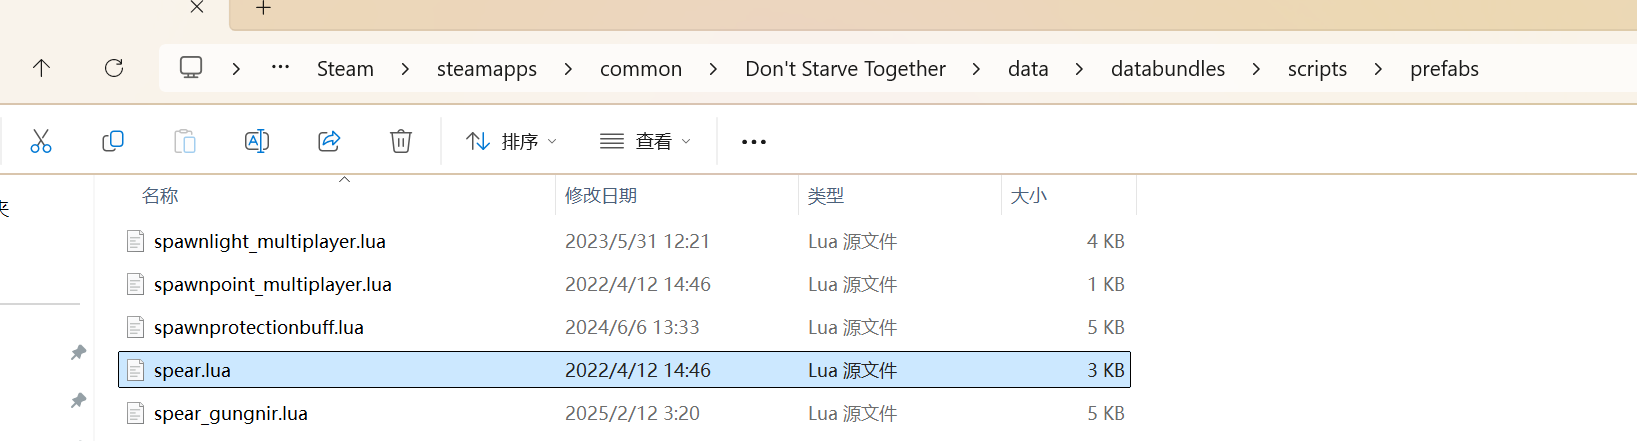 Steam > steamapps > common > Don't Starve Together > data > databundles > scripts > prefabs
排序 查看
夹
名称 修改日期 类型 大小
spawnlight_multiplayer.lua 2023/5/31 12:21 Lua 源文件 4 KB
spawnpoint_multiplayer.lua 2022/4/12 14:46 Lua 源文件 1 KB
spawnprotectionbuff.lua 2024/6/6 13:33 Lua 源文件 5 KB
spear.lua 2022/4/12 14:46 Lua 源文件 3 KB
spear_gungnir.lua 2025/2/12 3:20 Lua 源文件 5 KB